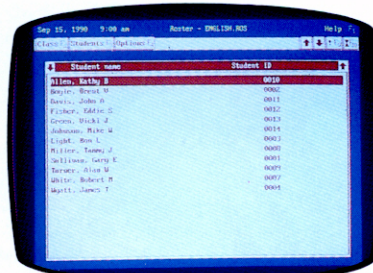 Sep 15, 1990 9:00 am Roster - ENGLISH.ROS Help
Class Students Options
Student name Student ID
Allen, Kathy B 0010
Boyle, Brent W 0002
Davis, John A 0011
Fisher, Eddie S 0012
Green, Vicki J 0013
Johnson, Mike W 0014
Light, Ron L 0003
Miller, Tammy J 0008
Sullivan, Gary E 0001
Turner, Alan W 0009
White, Robert M 0007
Wyatt, James T 0004